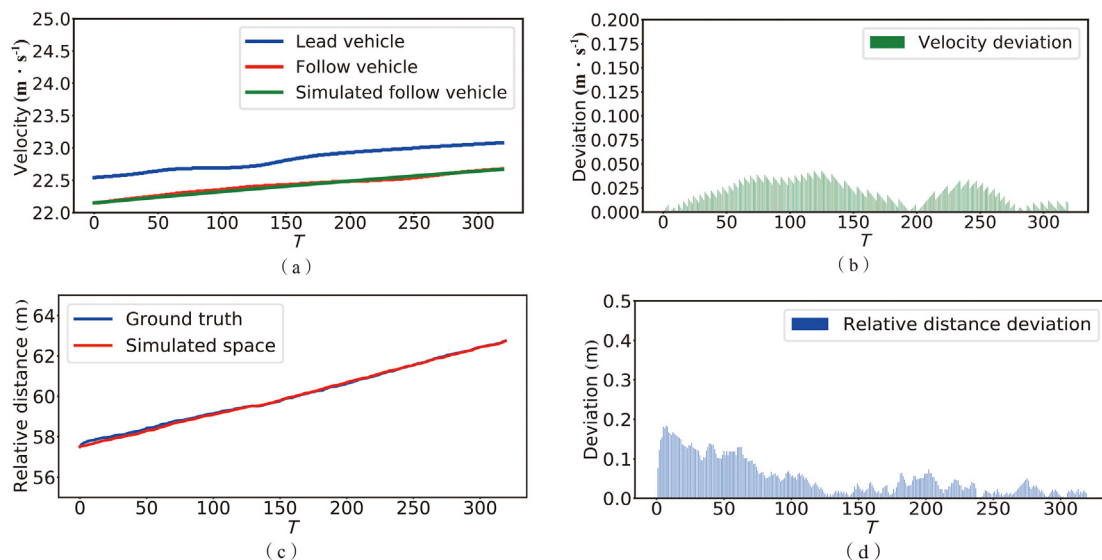 Velocity (m · s⁻¹)
25.0
24.5
24.0
23.5
23.0
22.5
22.0
Lead vehicle
Follow vehicle
Simulated follow vehicle
0 50 100 150 200 250 300
T
(a)
Deviation (m · s⁻¹)
0.200
0.175
0.150
0.125
0.100
0.075
0.050
0.025
0.000
Velocity deviation
0 50 100 150 200 250 300
T
(b)
Relative distance (m)
64
62
60
58
56
Ground truth
Simulated space
0 50 100 150 200 250 300
T
(c)
Deviation (m)
0.5
0.4
0.3
0.2
0.1
0.0
Relative distance deviation
0 50 100 150 200 250 300
T
(d)